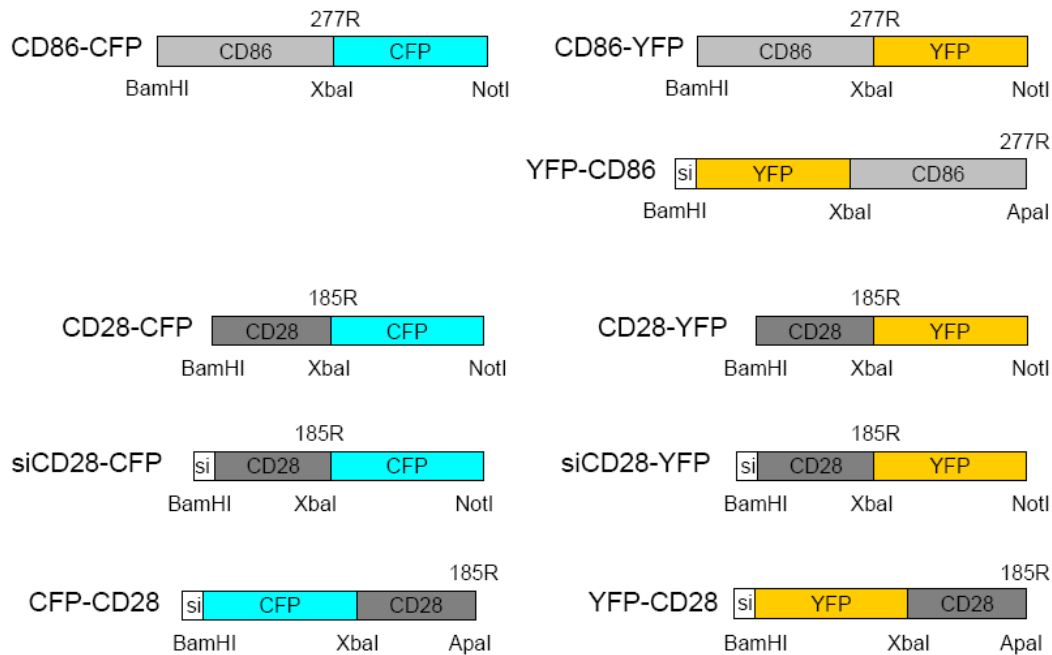 277R 277R
CD86-CFP CD86 CFP CD86-YFP CD86 YFP
BamHI XbaI NotI BamHI XbaI NotI
277R
YFP-CD86 si YFP CD86
BamHI XbaI ApaI
185R 185R
CD28-CFP CD28 CFP CD28-YFP CD28 YFP
BamHI XbaI NotI BamHI XbaI NotI
185R 185R
siCD28-CFP si CD28 CFP siCD28-YFP si CD28 YFP
BamHI XbaI NotI BamHI XbaI NotI
185R 185R
CFP-CD28 si CFP CD28 YFP-CD28 si YFP CD28
BamHI XbaI ApaI BamHI XbaI ApaI